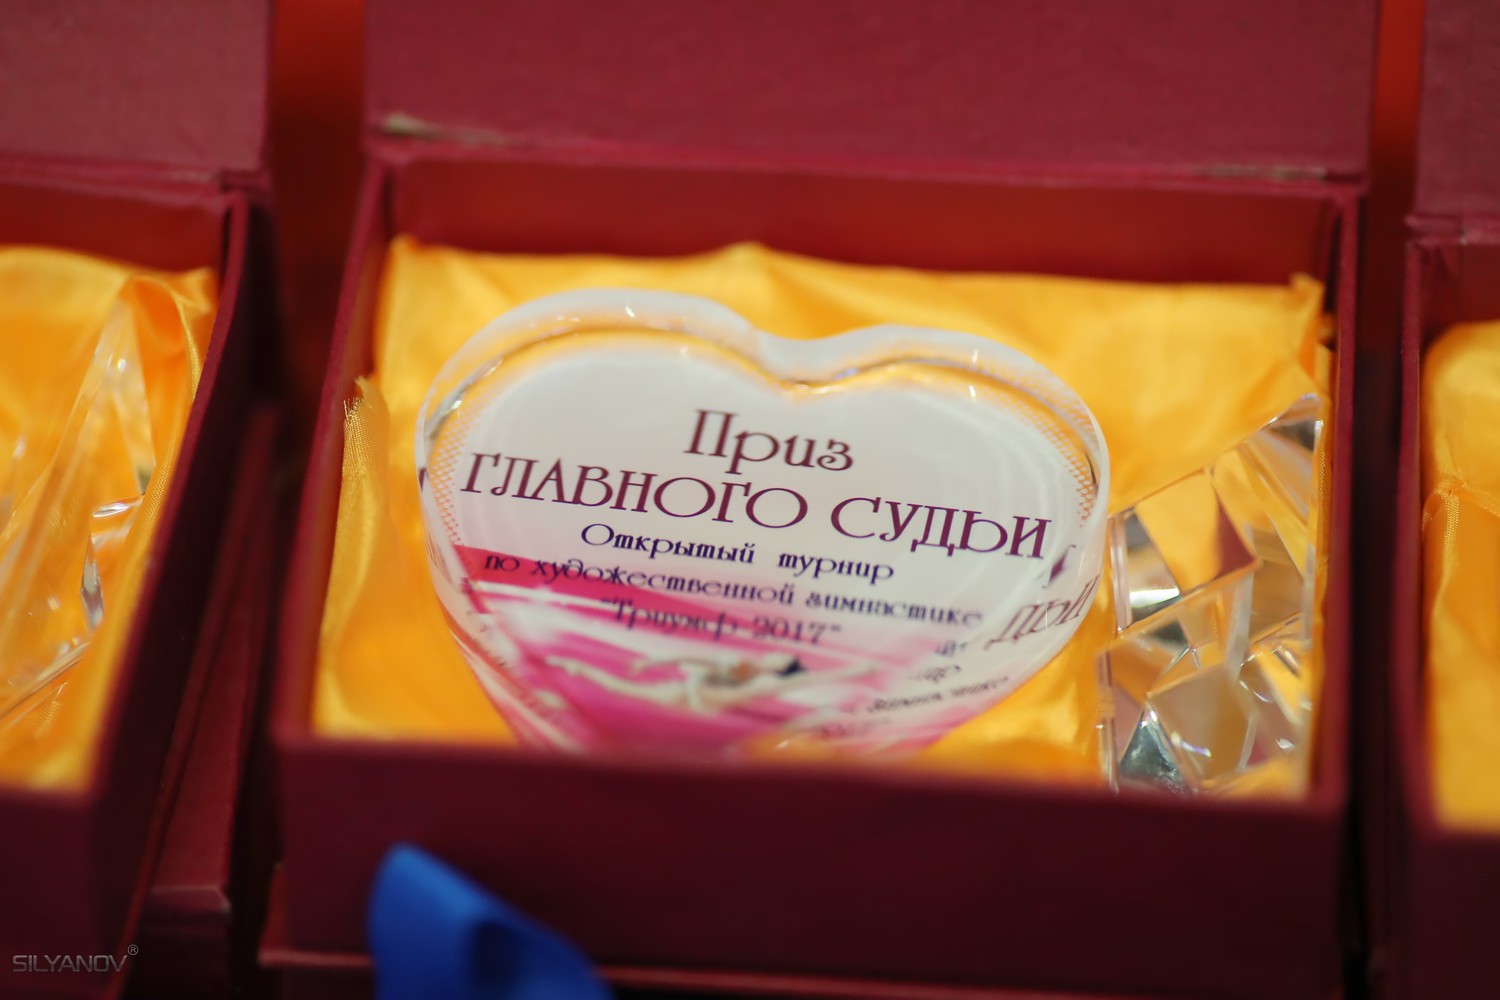 Приз
ГЛАВНОГО СУДЬИ
Открытый турнир
по художественной гимнастике
"Триумф-2017"
SILYANOV®